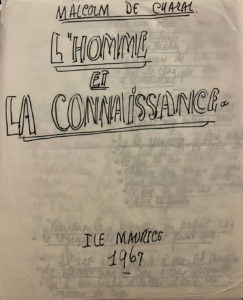 MALCOLM DE CHAZAL.
L'HOMME
ET
LA CONNAISSANCE.
ILE MAURICE
1967